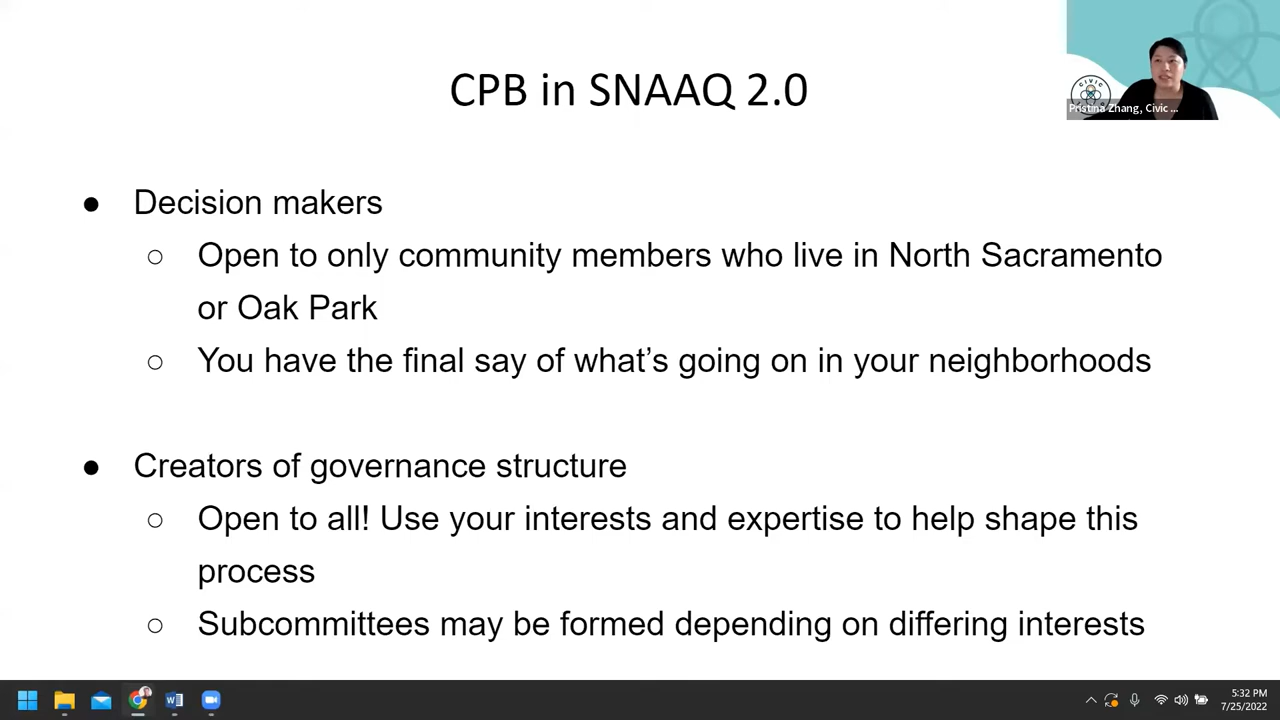 CPB in SNAAQ 2.0
CIVIC
Pristina Zhang, Civic ...
● Decision makers
○ Open to only community members who live in North Sacramento
or Oak Park
○ You have the final say of what’s going on in your neighborhoods
● Creators of governance structure
○ Open to all! Use your interests and expertise to help shape this
process
○ Subcommittees may be formed depending on differing interests
5:32 PM
7/25/2022